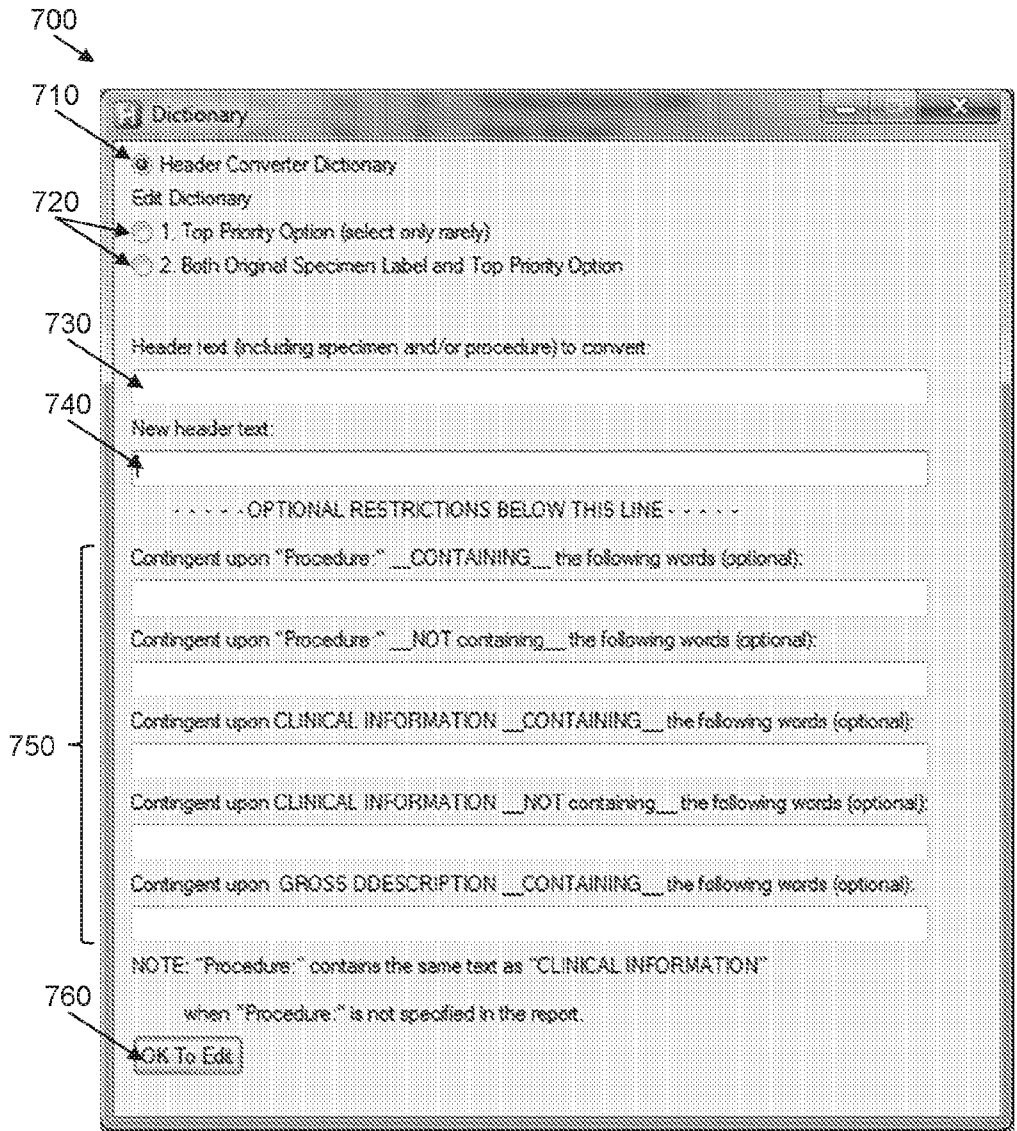 700
710
Dictionary
Header Converter Dictionary
Edit Dictionary
720
1. Top Priority Option (select only rarely)
2. Both Original Specimen Label and Top Priority Option
730
Header text (including specimen and/or procedure) to convert:
740
New header text:
- - - - - OPTIONAL RESTRICTIONS BELOW THIS LINE - - - - -
Contingent upon "Procedure:" __CONTAINING__ the following words (optional):
Contingent upon "Procedure:" __NOT containing__ the following words (optional):
Contingent upon CLINICAL INFORMATION __CONTAINING__ the following words (optional):
750
Contingent upon CLINICAL INFORMATION __NOT containing__ the following words (optional):
Contingent upon GROSS DDESCRIPTION __CONTAINING__ the following words (optional):
NOTE: "Procedure:" contains the same text as "CLINICAL INFORMATION"
760
when "Procedure:" is not specified in the report.
OK To Edit